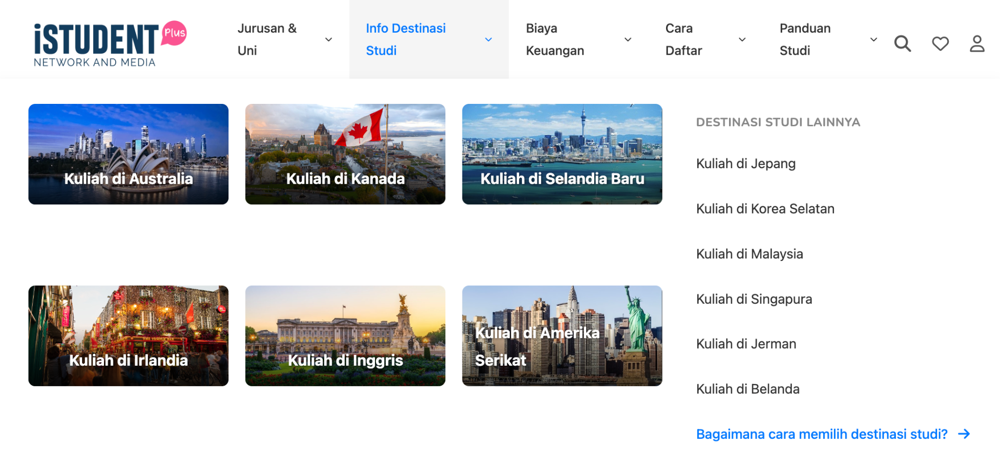 iSTUDENT Plus
NETWORK AND MEDIA
Jurusan &
Uni
Info Destinasi
Studi
Biaya
Keuangan
Cara
Daftar
Panduan
Studi
Kuliah di Australia
Kuliah di Kanada
Kuliah di Selandia Baru
Kuliah di Irlandia
THE TEMPLE BAR
Kuliah di Inggris
Kuliah di Amerika
Serikat
DESTINASI STUDI LAINNYA
Kuliah di Jepang
Kuliah di Korea Selatan
Kuliah di Malaysia
Kuliah di Singapura
Kuliah di Jerman
Kuliah di Belanda
Bagaimana cara memilih destinasi studi?